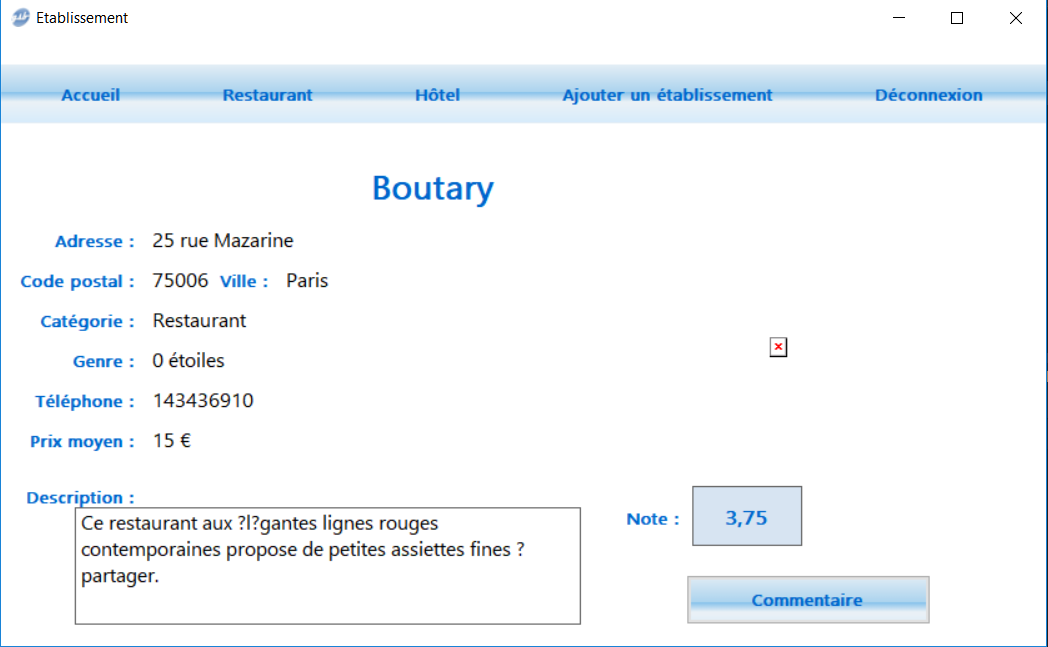 Etablissement
Accueil Restaurant Hôtel Ajouter un établissement Déconnexion
Boutary
Adresse : 25 rue Mazarine
Code postal : 75006 Ville : Paris
Catégorie : Restaurant
Genre : 0 étoiles
Téléphone : 143436910
Prix moyen : 15 €
Description :
Ce restaurant aux ?l?gantes lignes rouges
contemporaines propose de petites assiettes fines ?
partager.
Note : 3,75
Commentaire